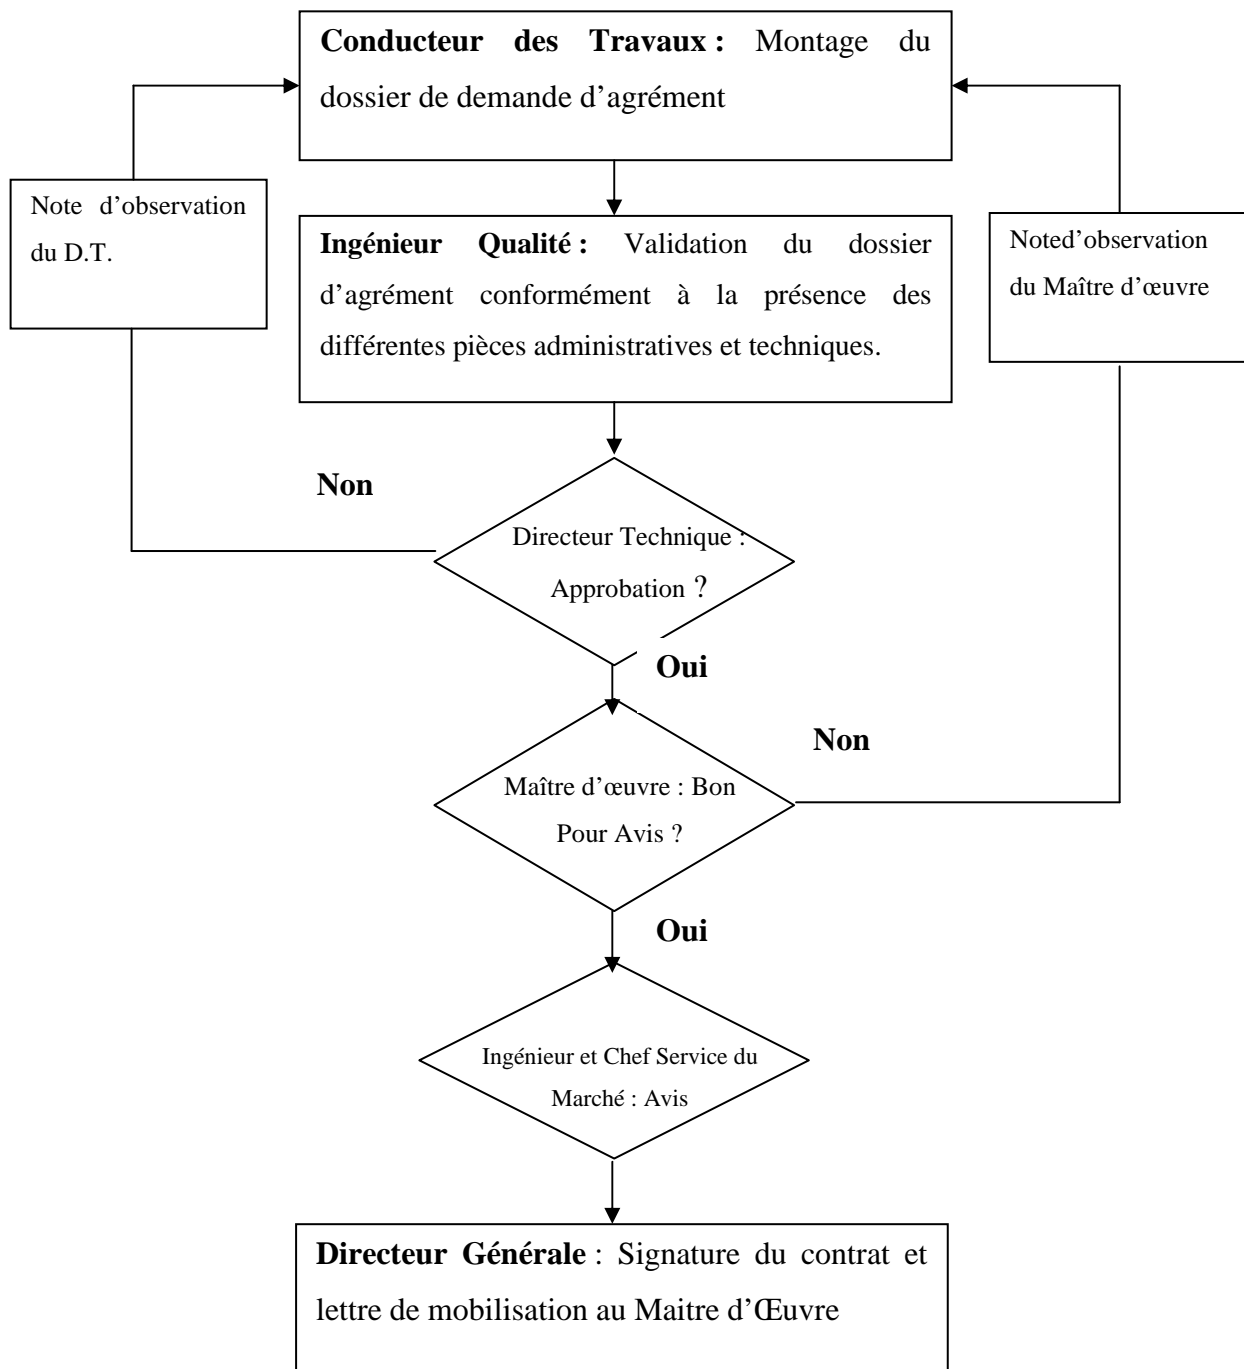 Conducteur des Travaux : Montage du
dossier de demande d’agrément
Note d’observation
du D.T.
Ingénieur Qualité : Validation du dossier
d’agrément conformément à la présence des
différentes pièces administratives et techniques.
Noted’observation
du Maître d’œuvre
Non
Directeur Technique :
Approbation ?
Oui
Non
Maître d’œuvre : Bon
Pour Avis ?
Oui
Ingénieur et Chef Service du
Marché : Avis
Directeur Générale : Signature du contrat et
lettre de mobilisation au Maitre d’Œuvre